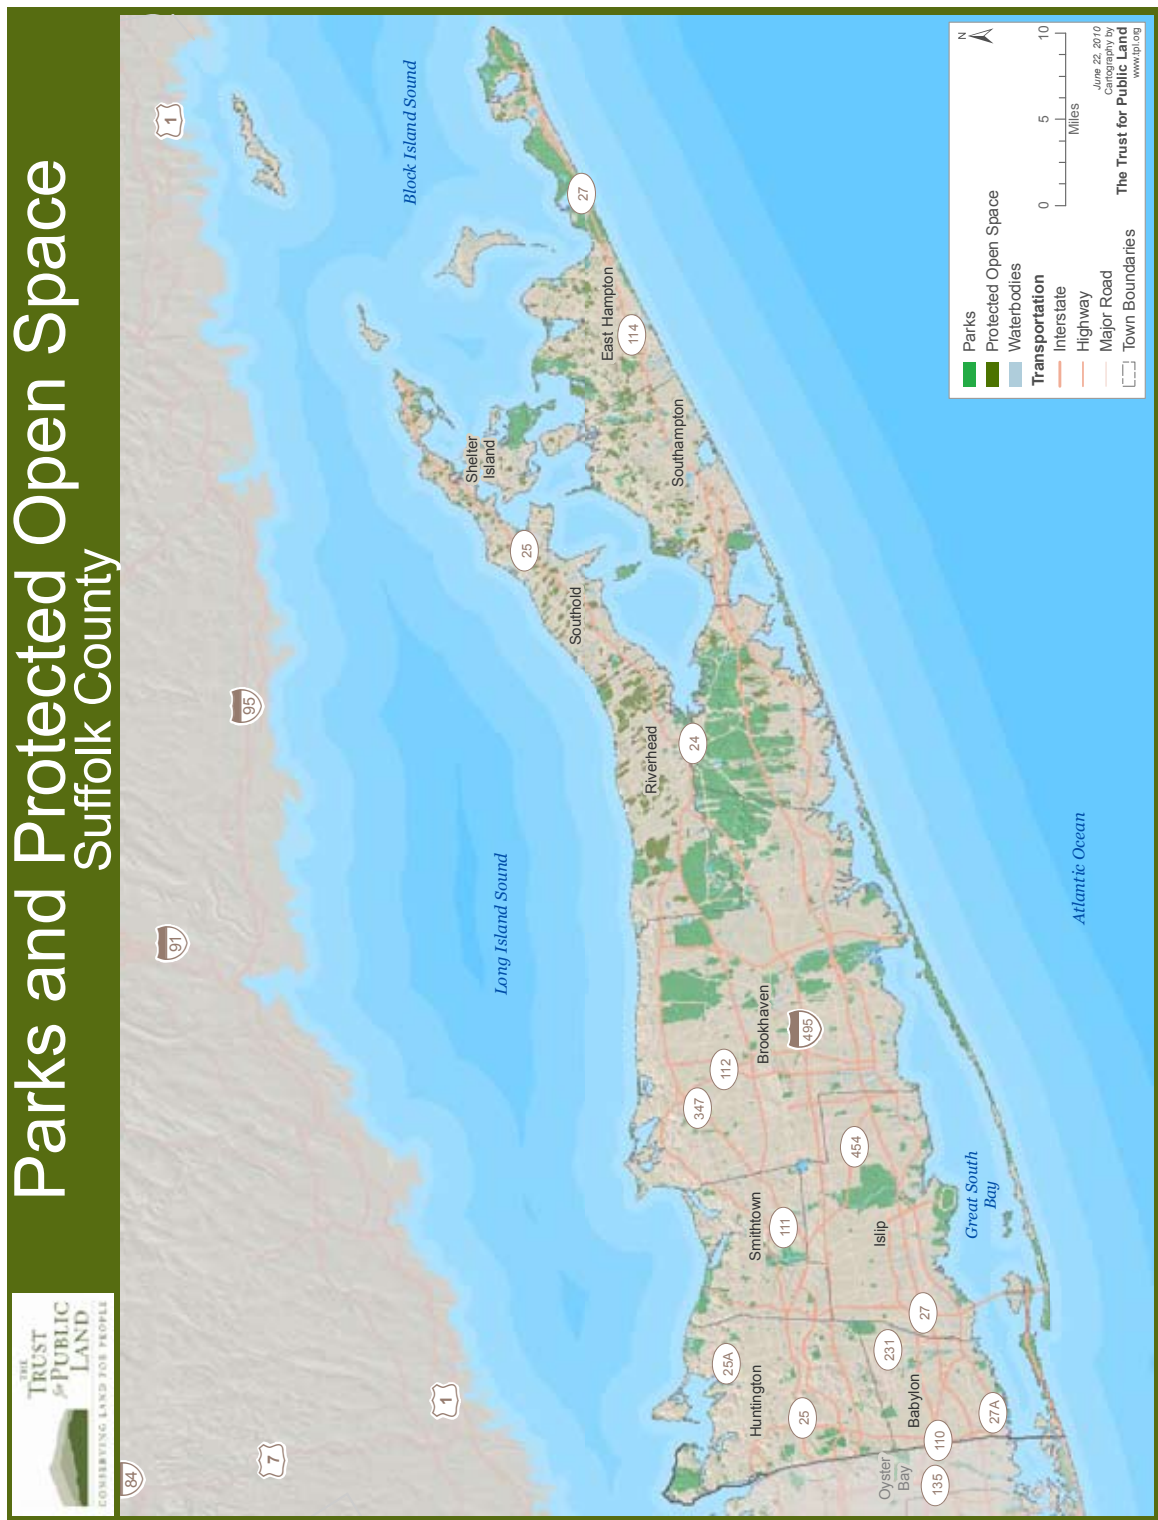 Parks and Protected Open Space
Suffolk County
THE
TRUST
for PUBLIC
LAND
CONSERVING LAND FOR PEOPLE
84
7
1
91
95
1
Block Island Sound
Long Island Sound
Atlantic Ocean
Great South
Bay
Shelter
Island
East Hampton
Southampton
Southold
Riverhead
Brookhaven
Smithtown
Islip
Huntington
Babylon
Oyster
Bay
27
114
25
24
495
112
347
454
111
27
231
25A
25
27A
110
135
N
Parks
Protected Open Space
Waterbodies
Transportation
Interstate
Highway
Major Road
Town Boundaries
0 5 10
Miles
June 22, 2010
Cartography by
The Trust for Public Land
www.tpl.org